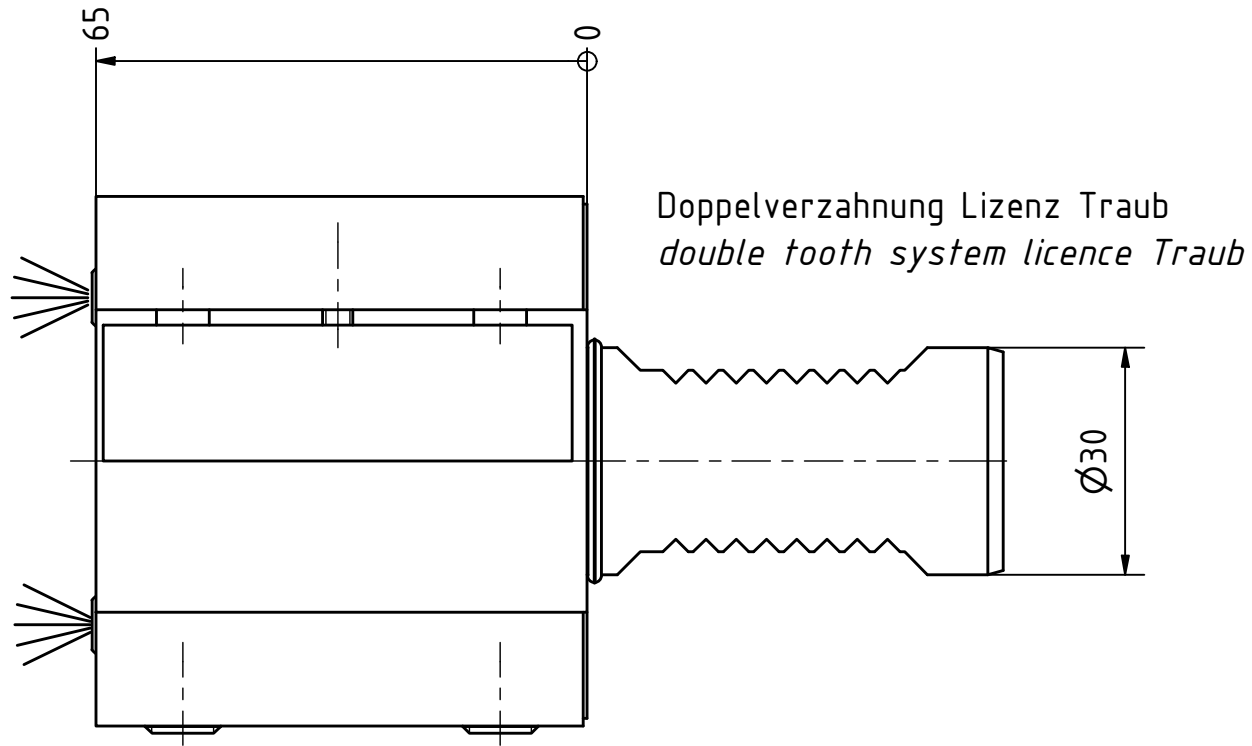 65
0
Doppelverzahnung Lizenz Traub
double tooth system licence Traub
Ø30